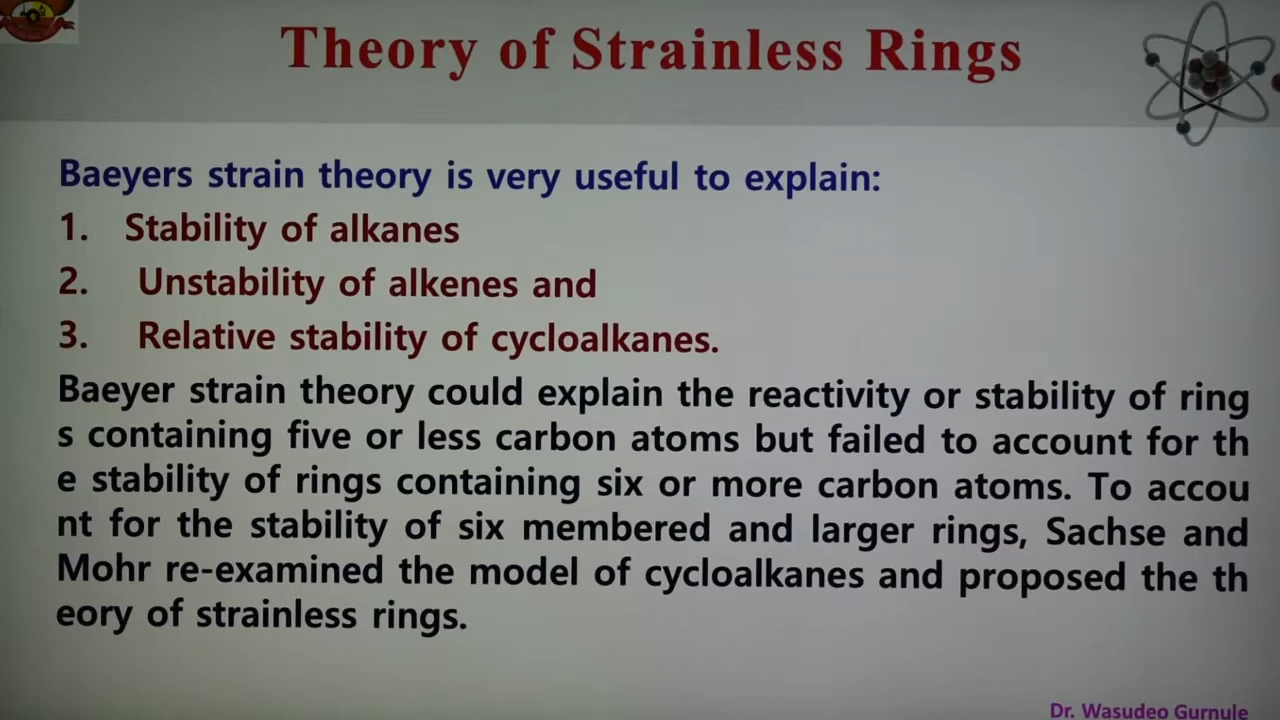 Theory of Strainless Rings
Baeyers strain theory is very useful to explain:
1. Stability of alkanes
2. Unstability of alkenes and
3. Relative stability of cycloalkanes.
Baeyer strain theory could explain the reactivity or stability of ring
s containing five or less carbon atoms but failed to account for th
e stability of rings containing six or more carbon atoms. To accou
nt for the stability of six membered and larger rings, Sachse and
Mohr re-examined the model of cycloalkanes and proposed the th
eory of strainless rings.
Dr. Wasudeo Gurnule